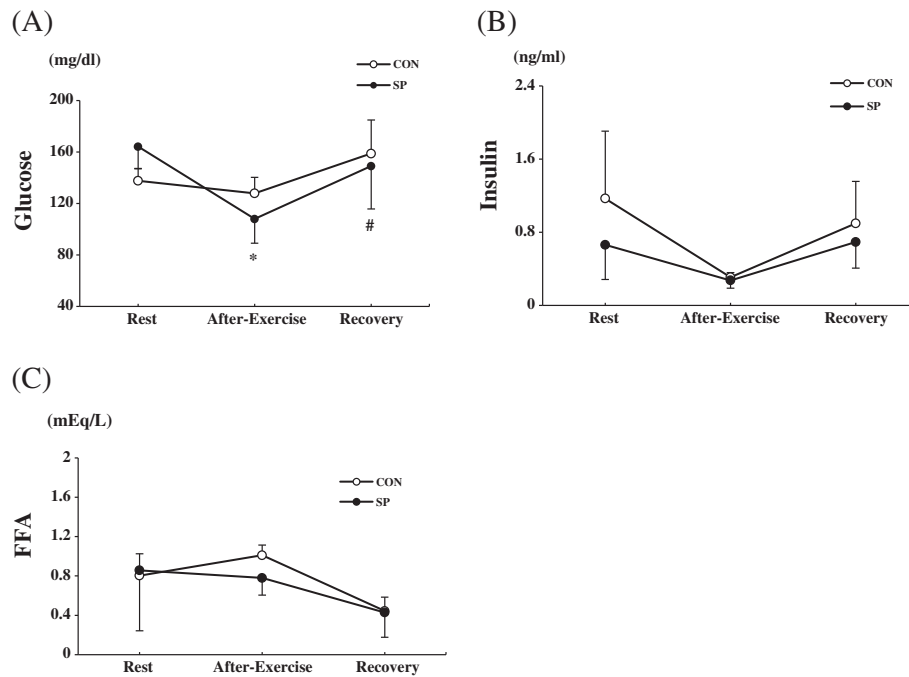 (A)
(mg/dl)
CON
SP
200
160
120
80
40
Glucose
*
#
Rest After-Exercise Recovery
(B)
(ng/ml)
CON
SP
2.4
1.6
0.8
0
Insulin
Rest After-Exercise Recovery
(C)
(mEq/L)
CON
SP
2
1.6
1.2
0.8
0.4
0
FFA
Rest After-Exercise Recovery